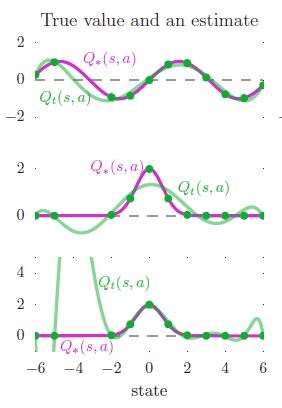 True value and an estimate
2
Q∗(s, a)
0
Qt(s, a)
−2
2
Q∗(s, a)
Qt(s, a)
0
4
Qt(s, a)
2
0
Q∗(s, a)
−6 −4 −2 0 2 4 6
state